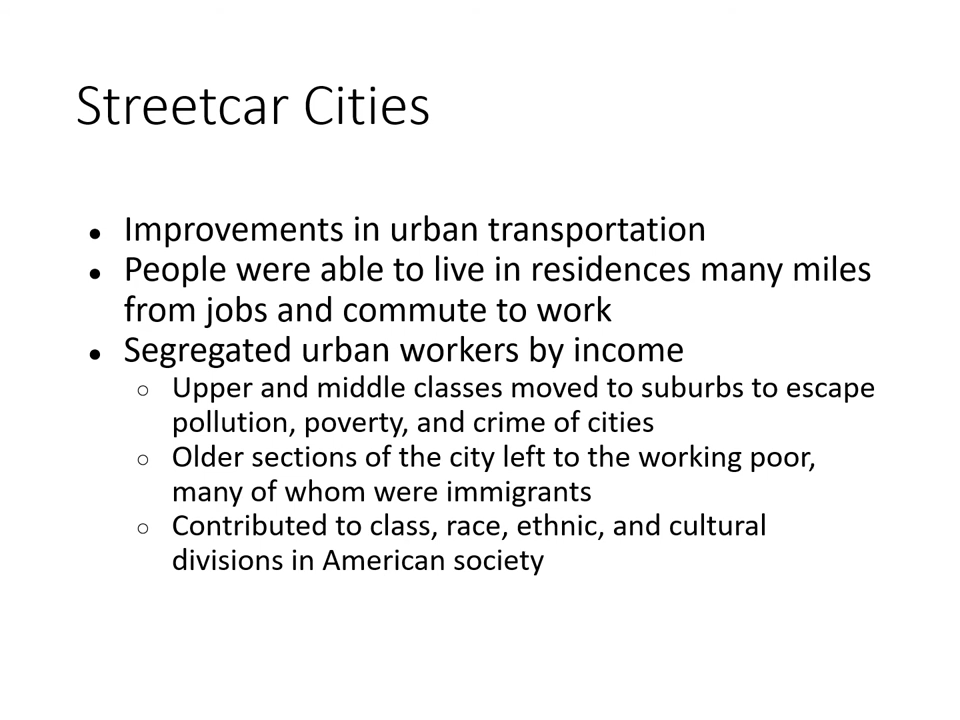 Streetcar Cities
● Improvements in urban transportation
● People were able to live in residences many miles
from jobs and commute to work
● Segregated urban workers by income
○ Upper and middle classes moved to suburbs to escape
pollution, poverty, and crime of cities
○ Older sections of the city left to the working poor,
many of whom were immigrants
○ Contributed to class, race, ethnic, and cultural
divisions in American society